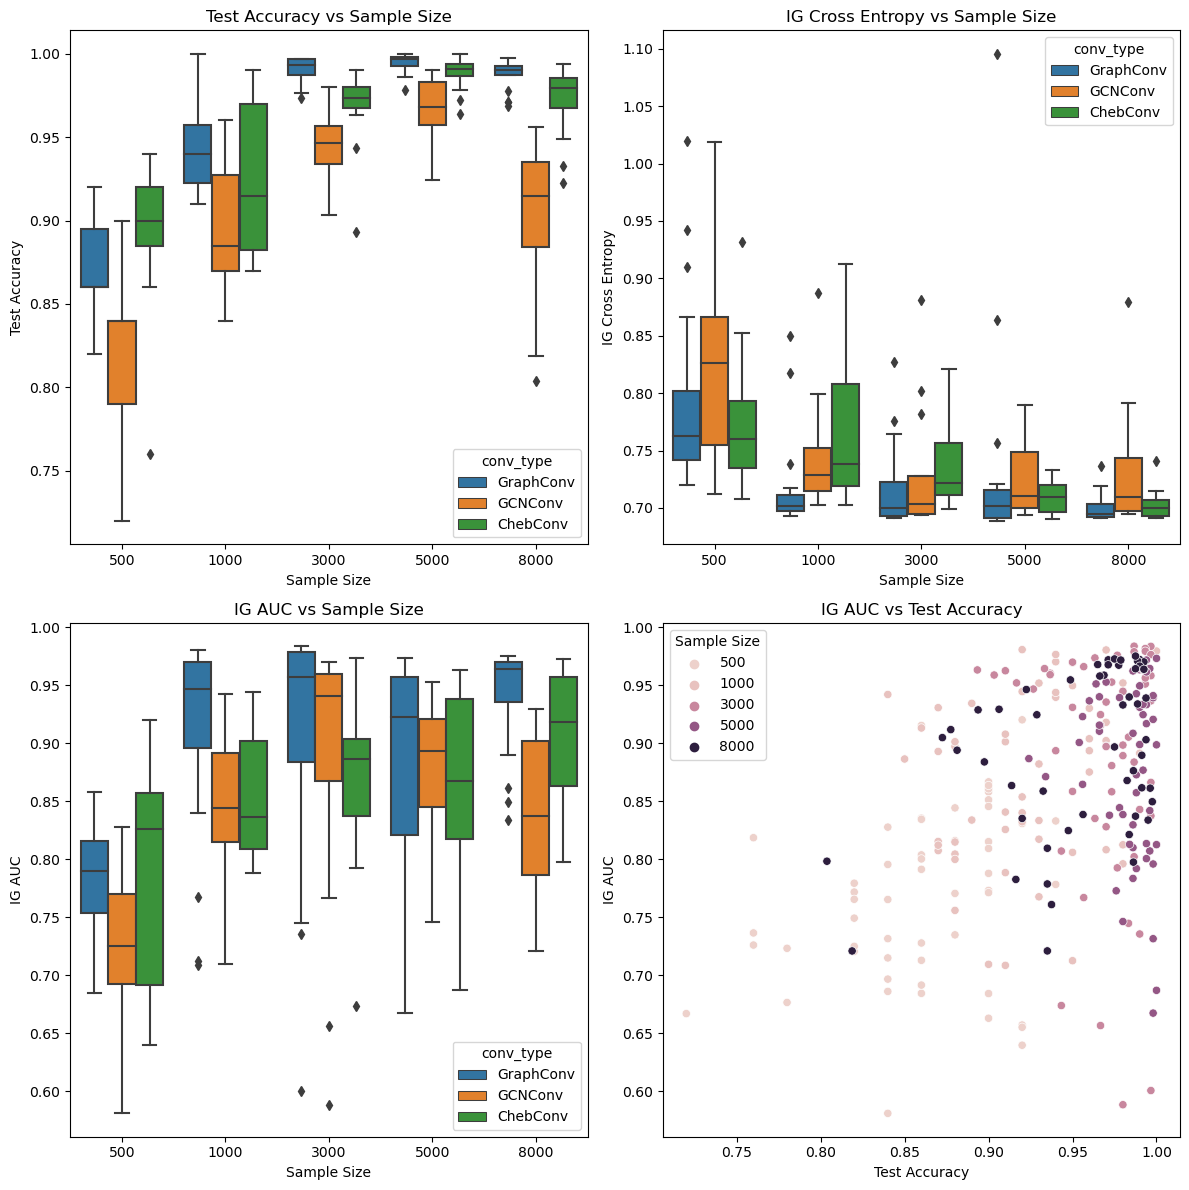 Test Accuracy vs Sample Size
Test Accuracy
1.00
0.95
0.90
0.85
0.80
0.75
conv_type
GraphConv
GCNConv
ChebConv
500 1000 3000 5000 8000
Sample Size
IG Cross Entropy vs Sample Size
IG Cross Entropy
1.10
1.05
1.00
0.95
0.90
0.85
0.80
0.75
0.70
conv_type
GraphConv
GCNConv
ChebConv
500 1000 3000 5000 8000
Sample Size
IG AUC vs Sample Size
IG AUC
1.00
0.95
0.90
0.85
0.80
0.75
0.70
0.65
0.60
conv_type
GraphConv
GCNConv
ChebConv
500 1000 3000 5000 8000
Sample Size
IG AUC vs Test Accuracy
IG AUC
1.00
0.95
0.90
0.85
0.80
0.75
0.70
0.65
0.60
Sample Size
500
1000
3000
5000
8000
0.75 0.80 0.85 0.90 0.95 1.00
Test Accuracy